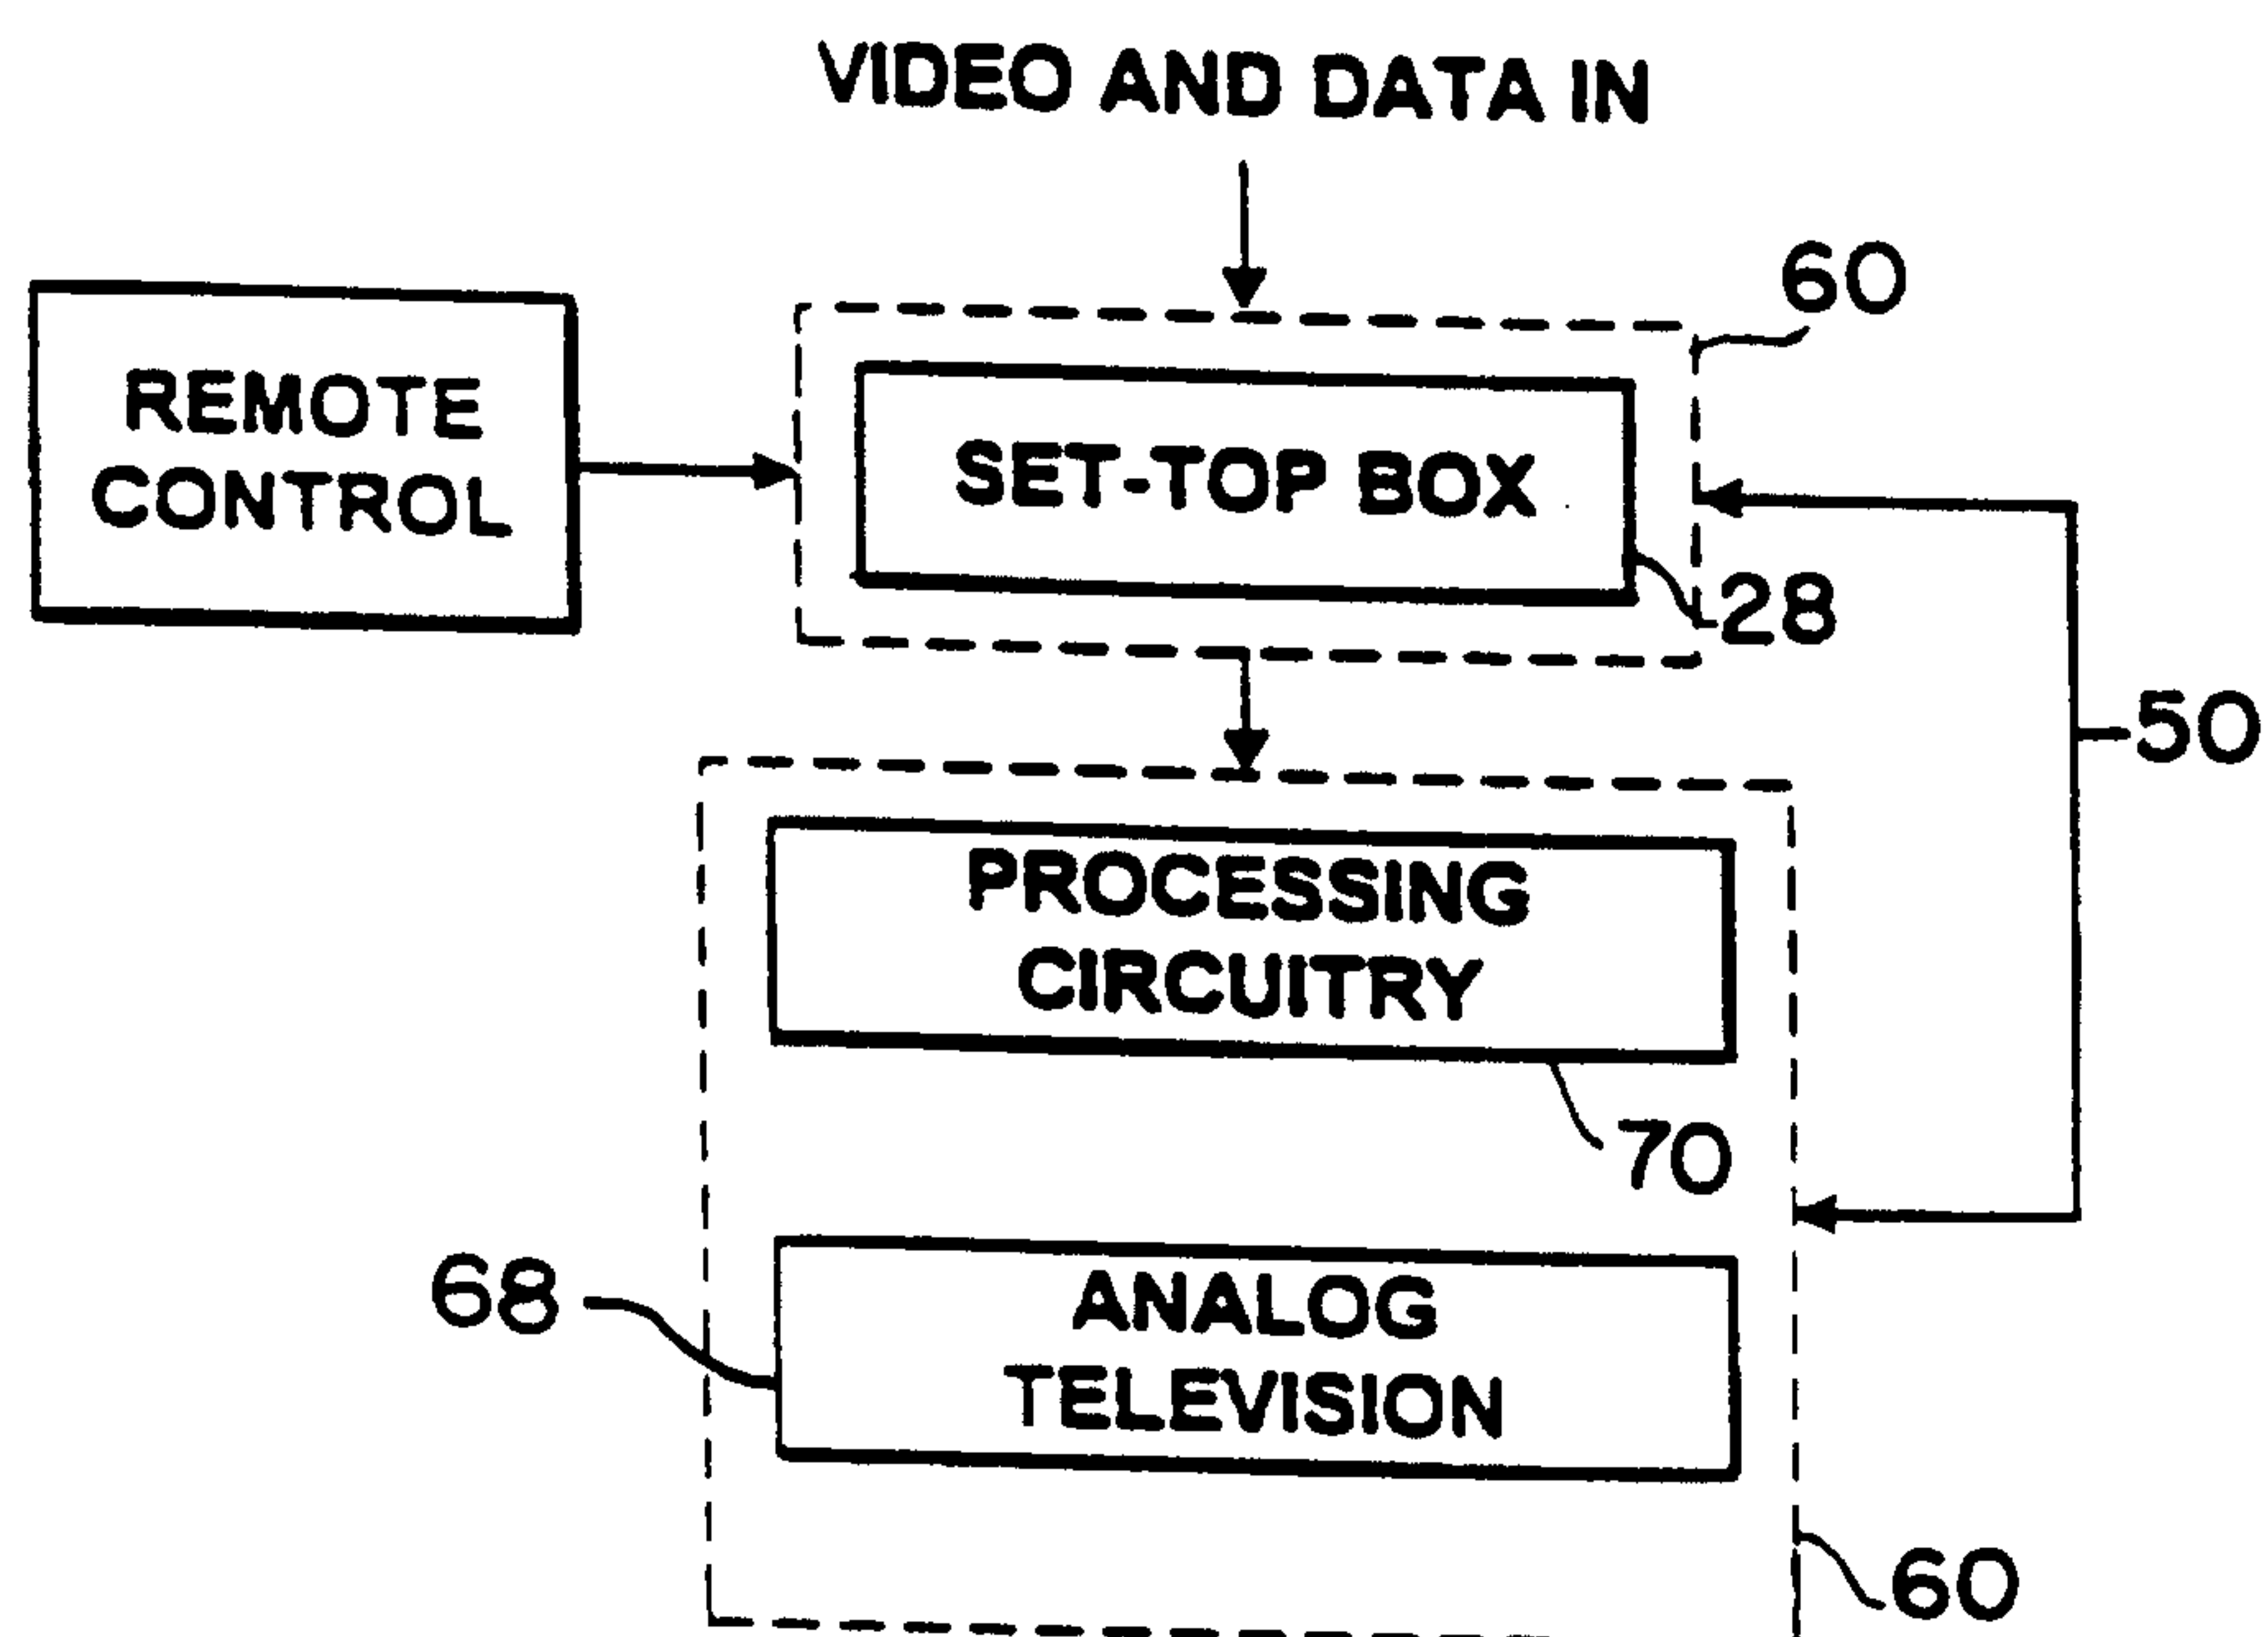 VIDEO AND DATA IN
60
REMOTE
CONTROL
SET-TOP BOX
28
50
PROCESSING
CIRCUITRY
70
68
ANALOG
TELEVISION
60